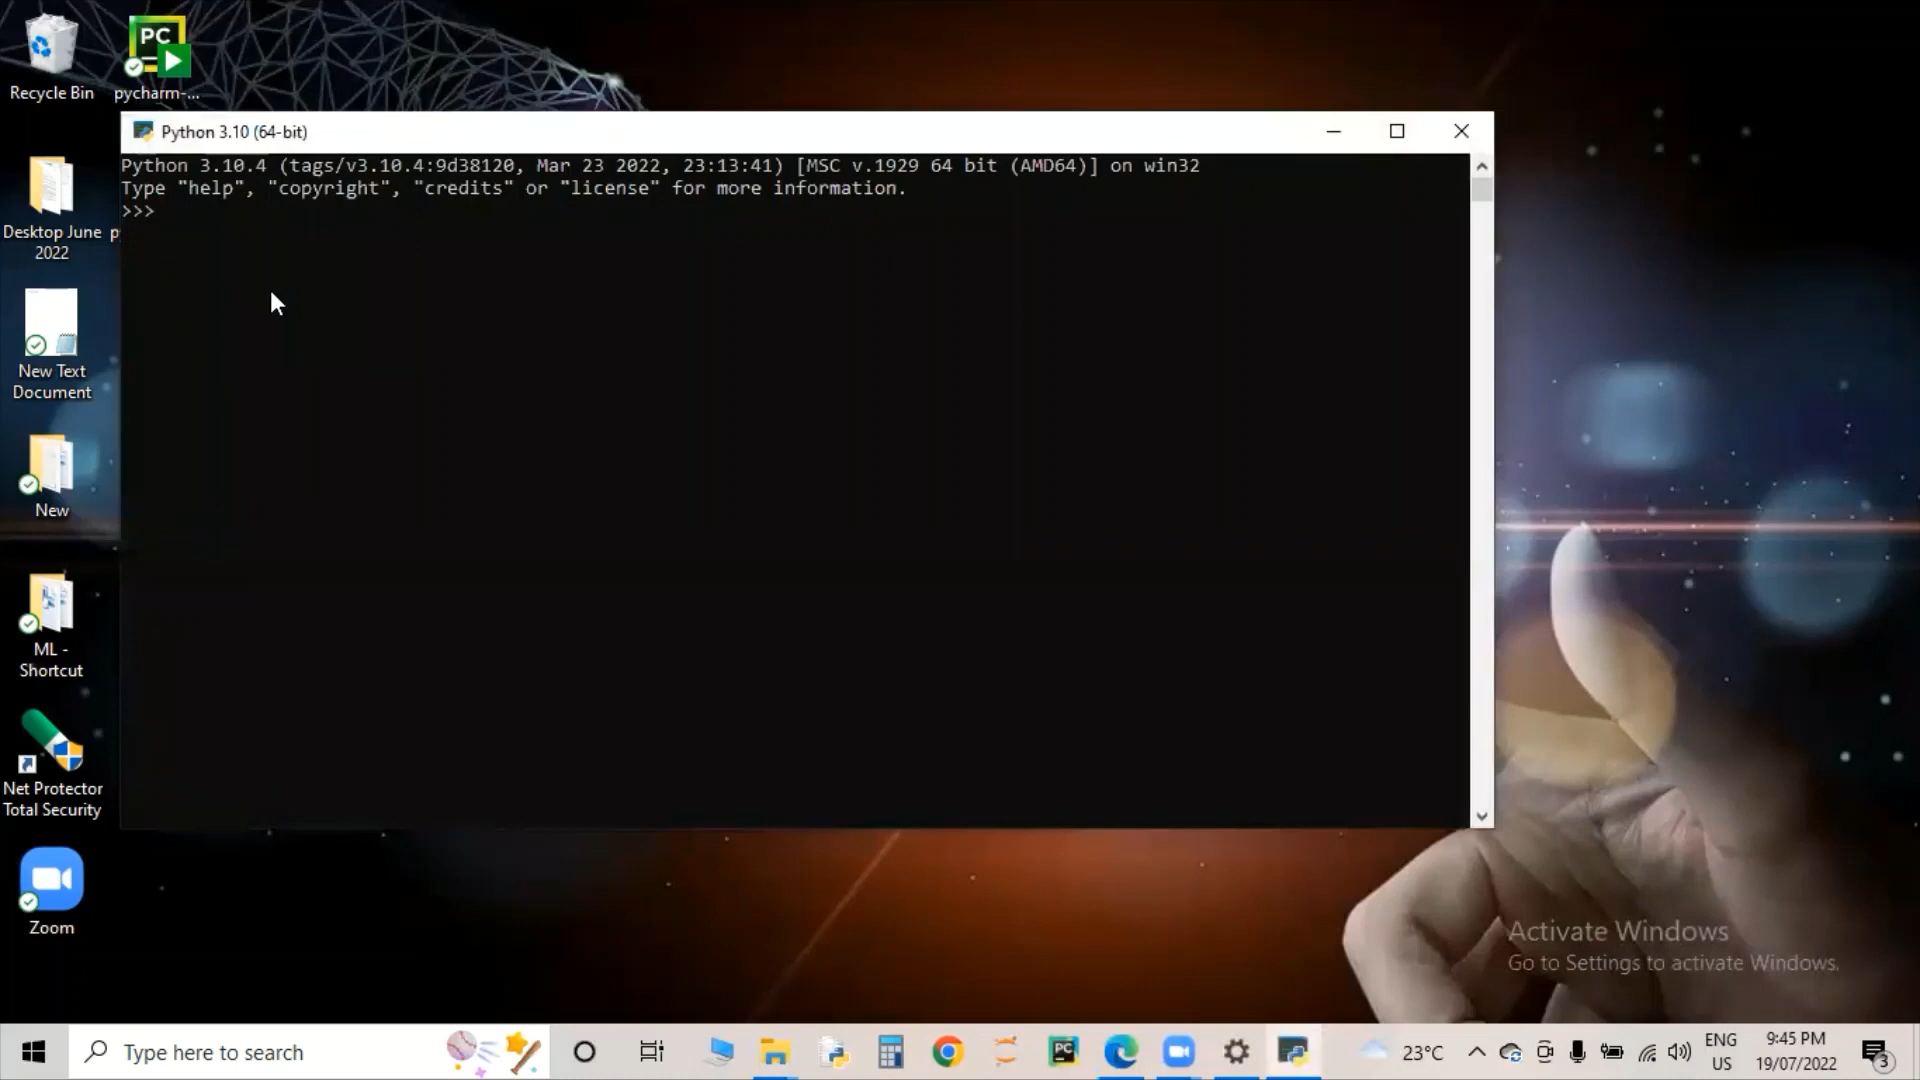 Recycle Bin
PC
pycharm-...
Python 3.10 (64-bit)
Python 3.10.4 (tags/v3.10.4:9d38120, Mar 23 2022, 23:13:41) [MSC v.1929 64 bit (AMD64)] on win32
Type "help", "copyright", "credits" or "license" for more information.
>>>
Desktop June
2022
New Text
Document
New
ML -
Shortcut
Net Protector
Total Security
Zoom
Activate Windows
Go to Settings to activate Windows.
Type here to search
PC
23°C
ENG
US
9:45 PM
19/07/2022
3